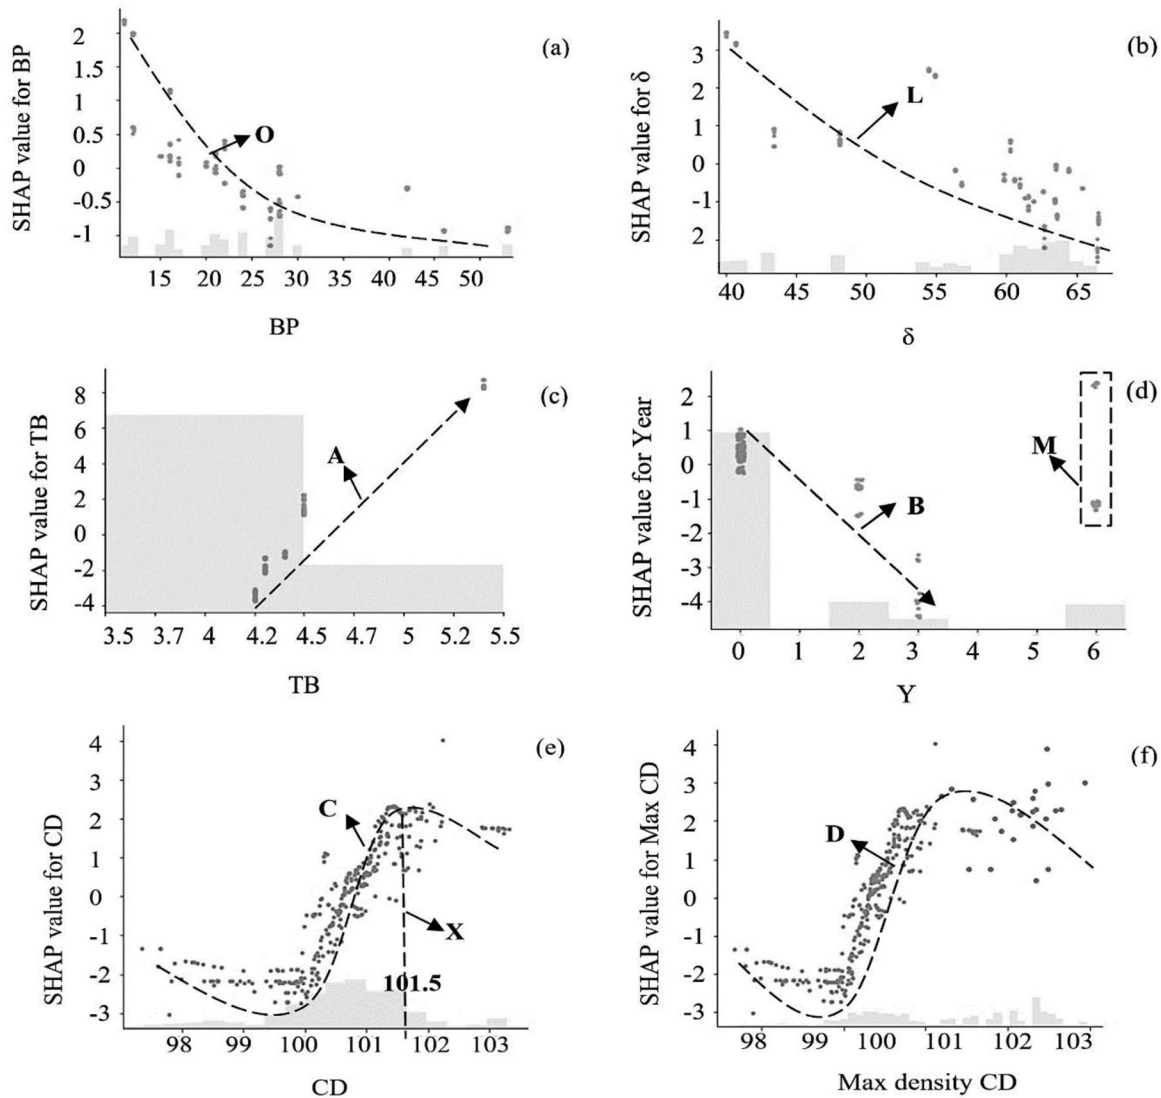 (a)
SHAP value for BP
2
1.5
1
0.5
0
-0.5
-1
O
15 20 25 30 35 40 45 50
BP
(b)
SHAP value for δ
3
2
1
0
-1
2
L
40 45 50 55 60 65
δ
(c)
SHAP value for TB
8
6
4
2
0
-2
-4
A
3.5 3.7 4 4.2 4.5 4.7 5 5.2 5.5
TB
(d)
SHAP value for Year
2
1
0
-1
-2
-3
-4
M
B
0 1 2 3 4 5 6
Y
(e)
SHAP value for CD
4
3
2
1
0
-1
-2
-3
C
X
101.5
98 99 100 101 102 103
CD
(f)
SHAP value for Max CD
4
3
2
1
0
-1
-2
-3
D
98 99 100 101 102 103
Max density CD